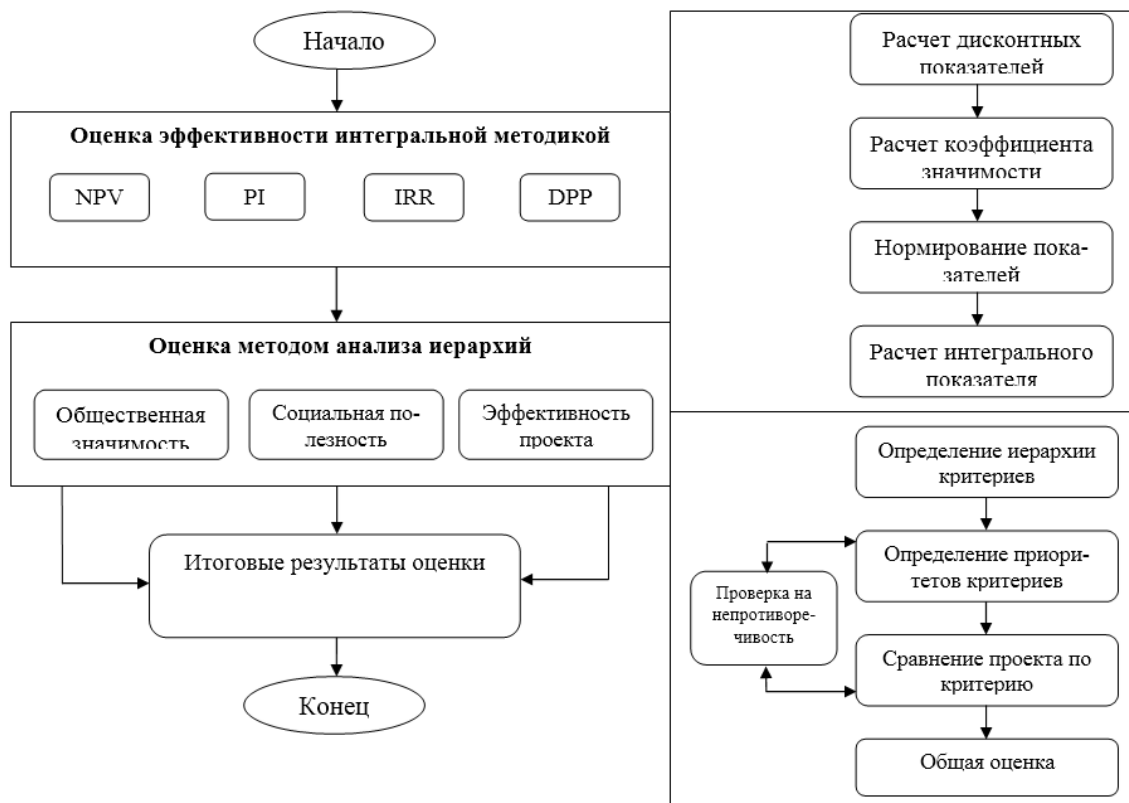 Начало
Оценка эффективности интегральной методикой
NPV
PI
IRR
DPP
Оценка методом анализа иерархий
Общественная
значимость
Социальная по-
лезность
Эффективность
проекта
Итоговые результаты оценки
Конец
Расчет дисконтных
показателей
Расчет коэффициента
значимости
Нормирование пока-
зателей
Расчет интегрального
показателя
Определение иерархии
критериев
Определение приори-
тетов критериев
Проверка на
непротиворе-
чивость
Сравнение проекта по
критерию
Общая оценка